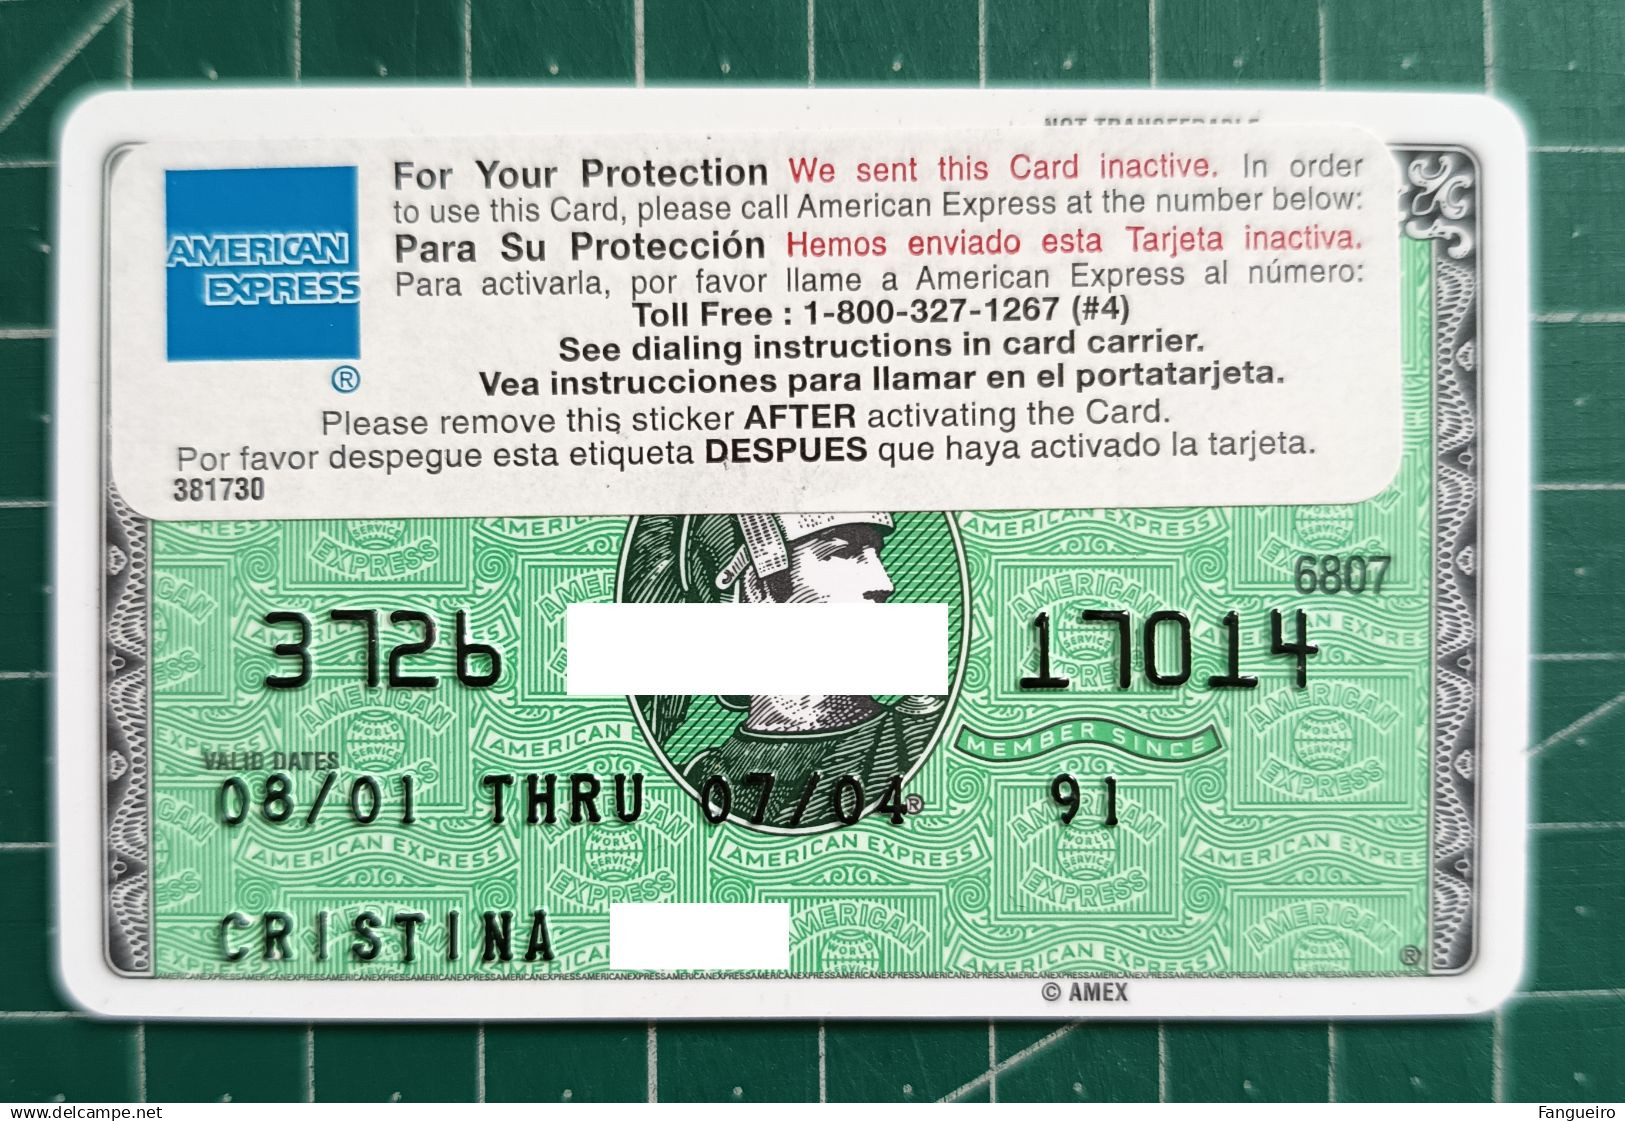 NOT TRANSFERABLE
AMERICAN
EXPRESS
®
For Your Protection We sent this Card inactive. In order
to use this Card, please call American Express at the number below:
Para Su Protección Hemos enviado esta Tarjeta inactiva.
Para activarla, por favor llame a American Express al número:
Toll Free : 1-800-327-1267 (#4)
See dialing instructions in card carrier.
Vea instrucciones para llamar en el portatarjeta.
Please remove this sticker AFTER activating the Card.
Por favor despegue esta etiqueta DESPUES que haya activado la tarjeta.
381730
6807
3726 17014
MEMBER SINCE
VALID DATES
08/01 THRU 07/04® 91
AMERICAN EXPRESS
WORLD SERVICE
CRISTINA
®
© AMEX
www.delcampe.net
Fangueiro